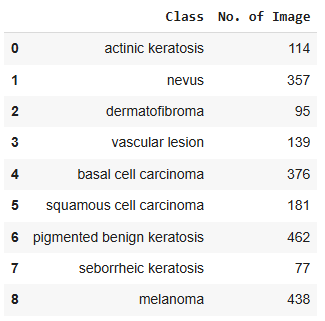 Class No. of Image
0 actinic keratosis 114
1 nevus 357
2 dermatofibroma 95
3 vascular lesion 139
4 basal cell carcinoma 376
5 squamous cell carcinoma 181
6 pigmented benign keratosis 462
7 seborrheic keratosis 77
8 melanoma 438